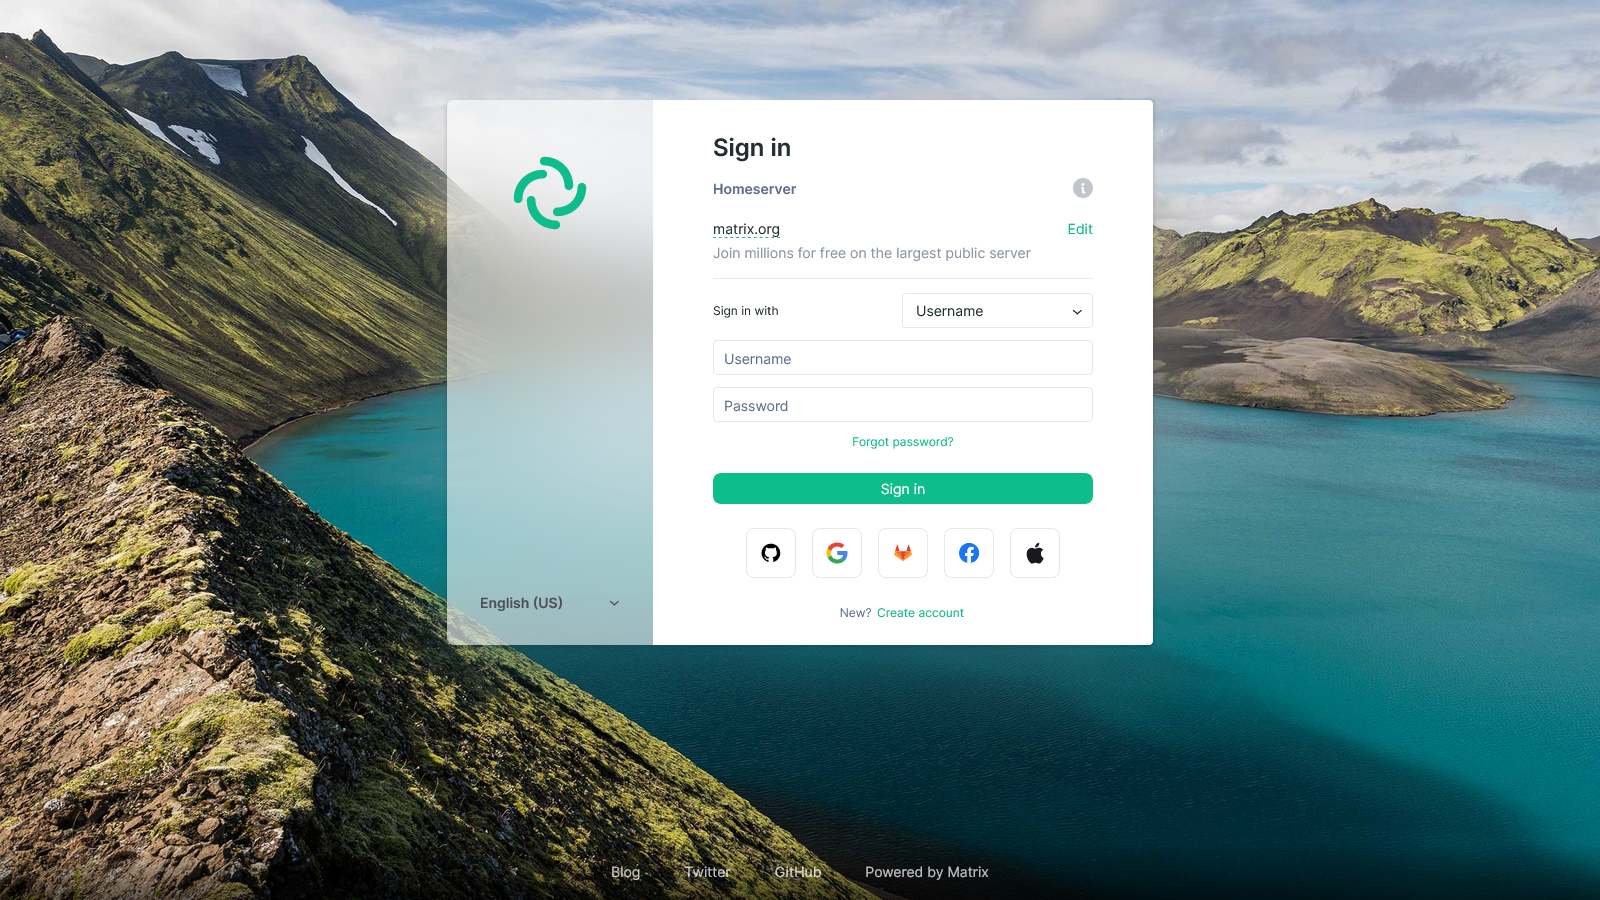 Sign in
Homeserver
matrix.org
Edit
Join millions for free on the largest public server
Sign in with
Username
Username
Password
Forgot password?
Sign in
English (US)
New? Create account
Blog
Twitter
GitHub
Powered by Matrix